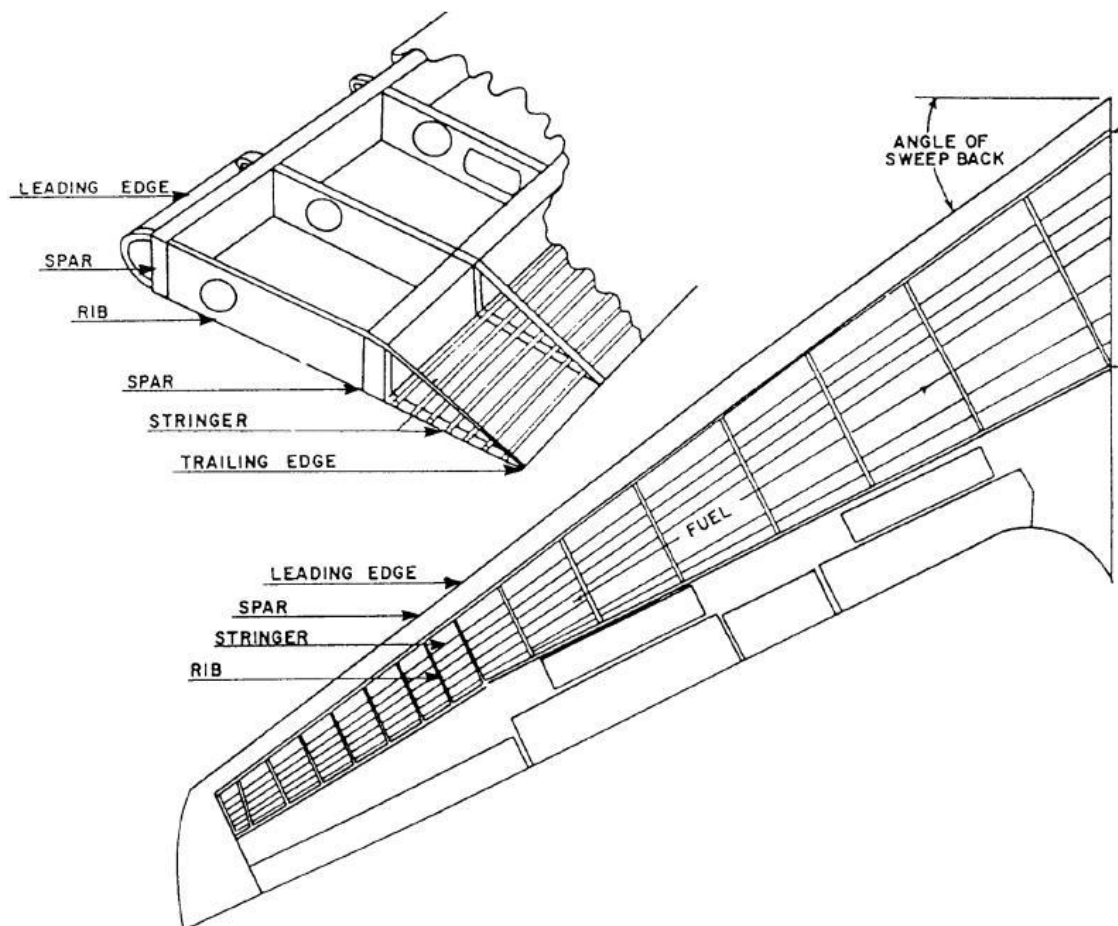 ANGLE OF
SWEEP BACK
LEADING EDGE
SPAR
RIB
SPAR
STRINGER
TRAILING EDGE
FUEL
LEADING EDGE
SPAR
STRINGER
RIB